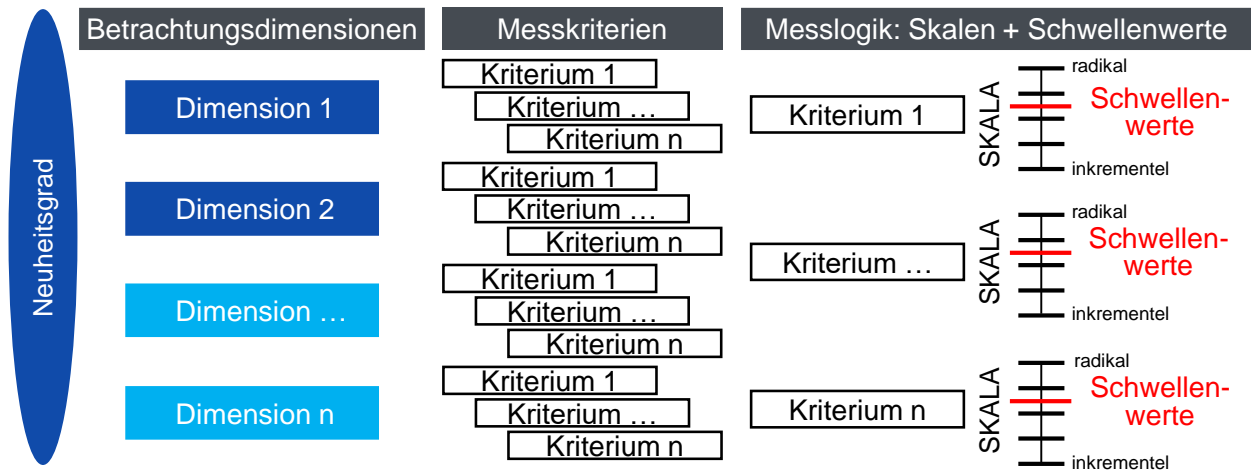 Neuheitsgrad
Betrachtungsdimensionen
Dimension 1
Dimension 2
Dimension …
Dimension n
Messkriterien
Kriterium 1
Kriterium …
Kriterium n
Kriterium 1
Kriterium …
Kriterium n
Kriterium 1
Kriterium …
Kriterium n
Kriterium 1
Kriterium …
Kriterium n
Messlogik: Skalen + Schwellenwerte
Kriterium 1
SKALA
radikal
Schwellen-
werte
inkrementel
Kriterium …
SKALA
radikal
Schwellen-
werte
inkrementel
Kriterium n
SKALA
radikal
Schwellen-
werte
inkrementel